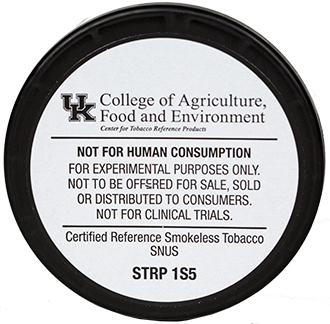 UK College of Agriculture,
Food and Environment
Center for Tobacco Reference Products
NOT FOR HUMAN CONSUMPTION
FOR EXPERIMENTAL PURPOSES ONLY.
NOT TO BE OFFERED FOR SALE, SOLD
OR DISTRIBUTED TO CONSUMERS.
NOT FOR CLINICAL TRIALS.
Certified Reference Smokeless Tobacco
SNUS
STRP 1S5